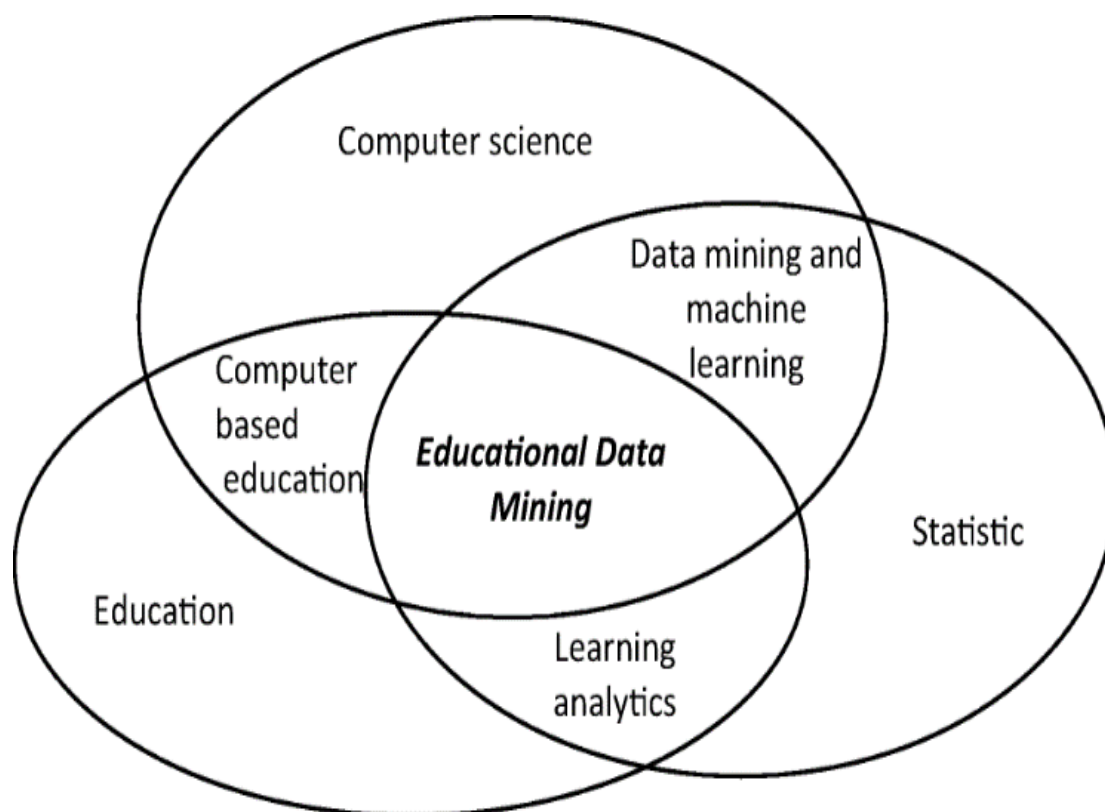 Computer science
Data mining and
machine
learning
Computer
based
education
Educational Data
Mining
Statistic
Education
Learning
analytics